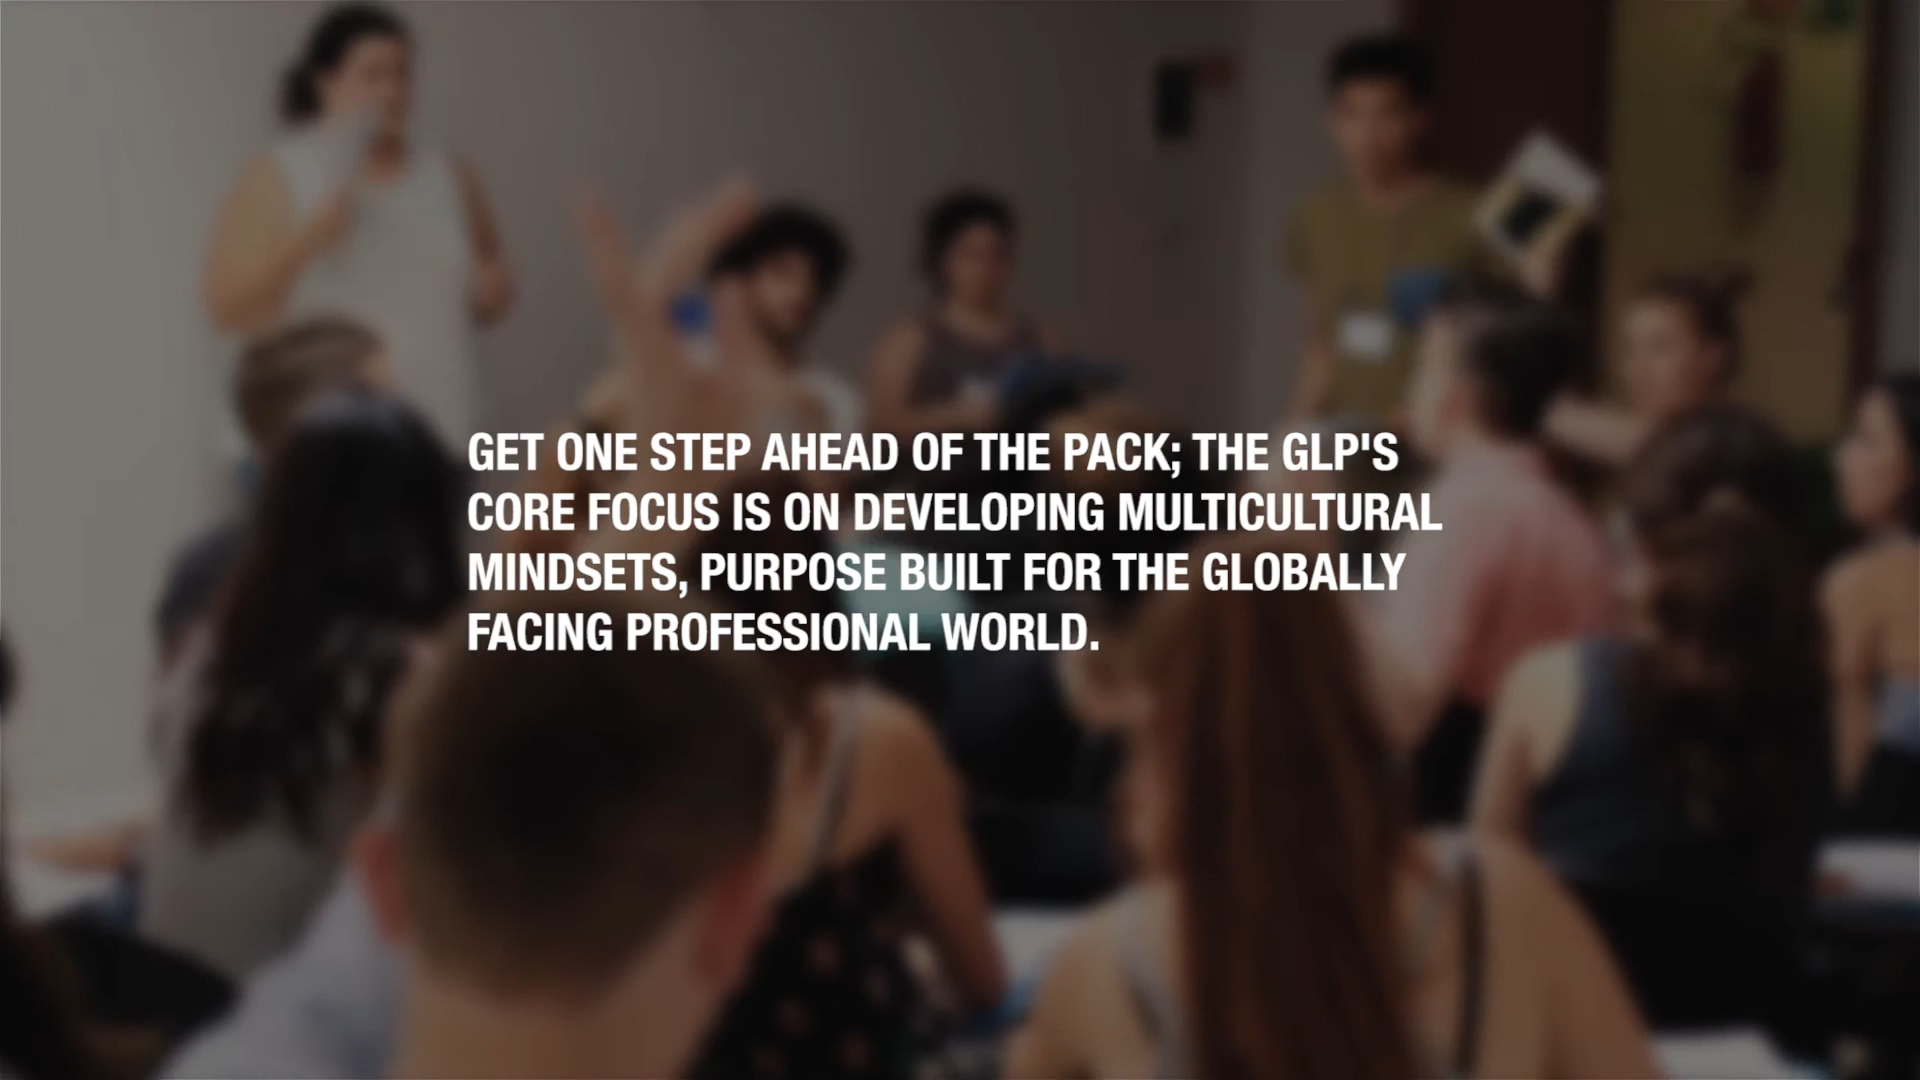 GET ONE STEP AHEAD OF THE PACK; THE GLP'S
CORE FOCUS IS ON DEVELOPING MULTICULTURAL
MINDSETS, PURPOSE BUILT FOR THE GLOBALLY
FACING PROFESSIONAL WORLD.